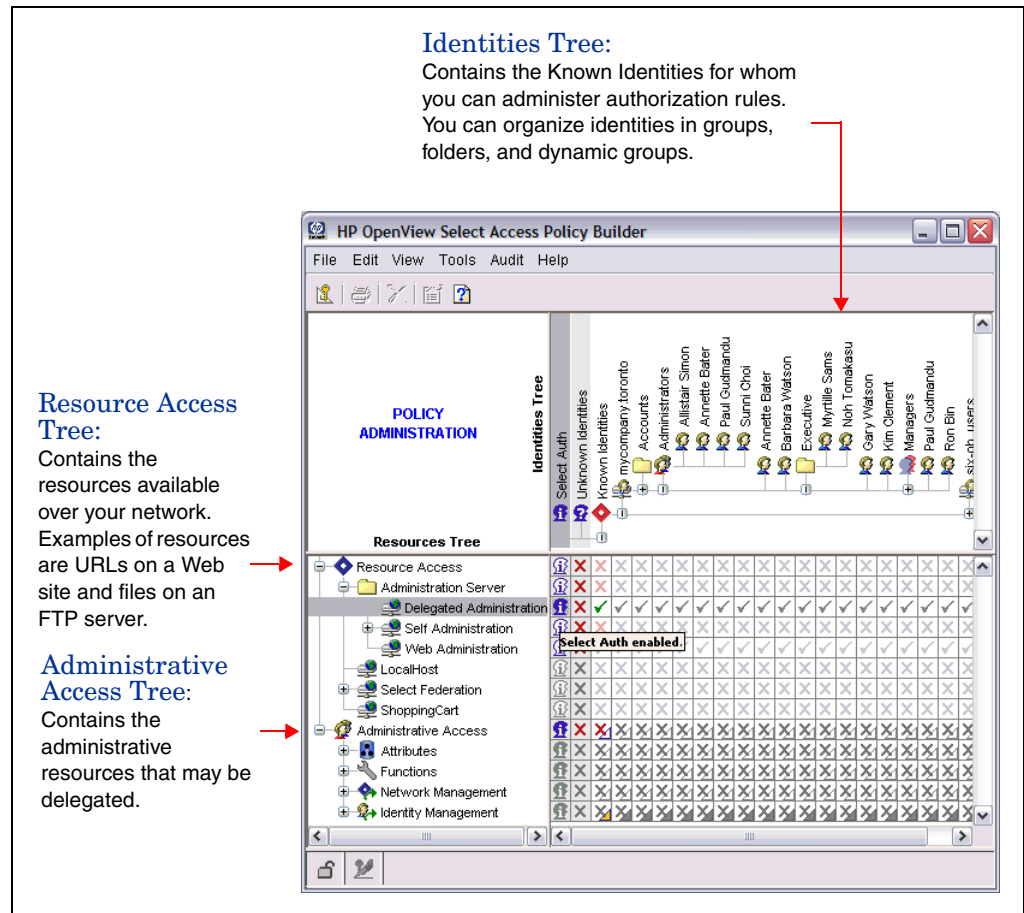 Identities Tree:
Contains the Known Identities for whom
you can administer authorization rules.
You can organize identities in groups,
folders, and dynamic groups.
HP OpenView Select Access Policy Builder
File Edit View Tools Audit Help
POLICY
ADMINISTRATION
Identities Tree
Resources Tree
Select Auth
Unknown Identities
Known Identities
mycompany.toronto
Accounts
Administrators
Allistair Simon
Annette Bater
Paul Gudmandu
Sunni Choi
Annette Bater
Barbara Watson
Executive
Myrtille Sams
Noh Tomakasu
Gary Watson
Kim Clement
Managers
Paul Gudmandu
Ron Bin
six-qb_users
Resource Access
Tree:
Contains the
resources available
over your network.
Examples of resources
are URLs on a Web
site and files on an
FTP server.
Administrative
Access Tree:
Contains the
administrative
resources that may be
delegated.
Resource Access
Administration Server
Delegated Administration
Self Administration
Select Auth enabled.
Web Administration
LocalHost
Select Federation
ShoppingCart
Administrative Access
Attributes
Functions
Network Management
Identity Management